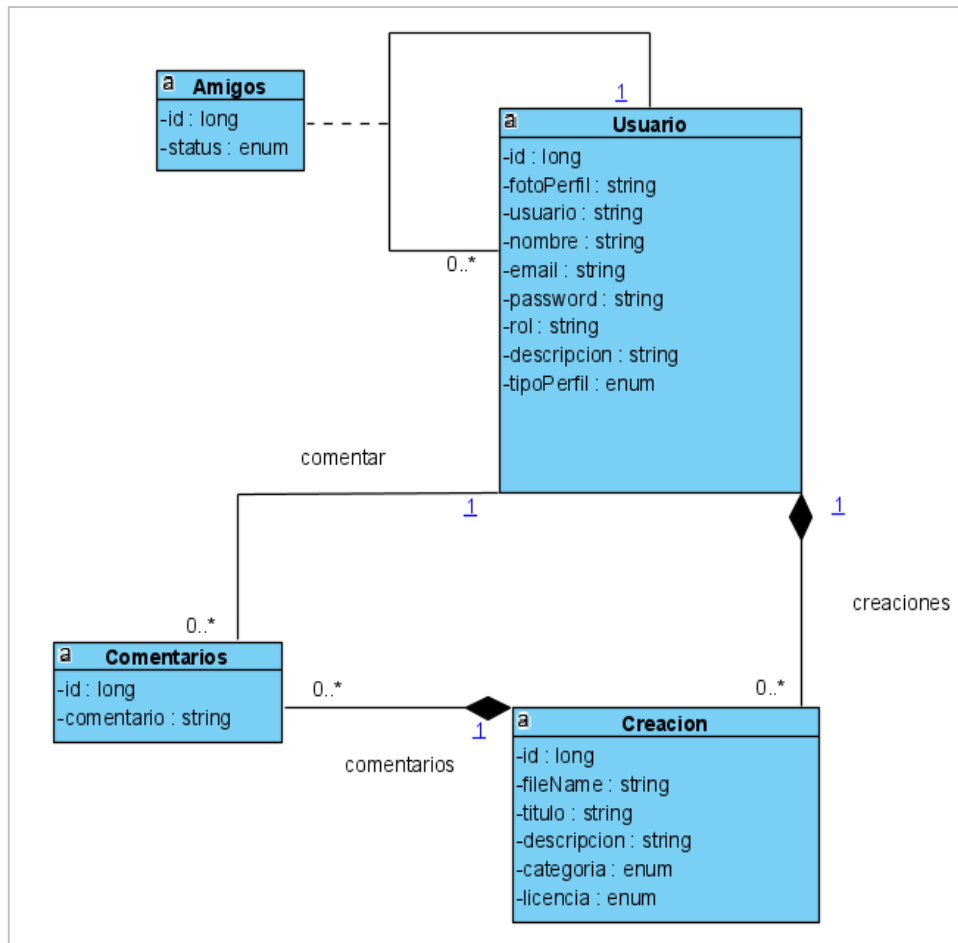 a Amigos
-id : long
-status : enum
1
a Usuario
-id : long
-fotoPerfil : string
-usuario : string
-nombre : string
-email : string
-password : string
-rol : string
-descripcion : string
-tipoPerfil : enum
0..*
comentar
1
1
creaciones
0..*
a Comentarios
-id : long
-comentario : string
0..*
1
comentarios
0..*
a Creacion
-id : long
-fileName : string
-titulo : string
-descripcion : string
-categoria : enum
-licencia : enum